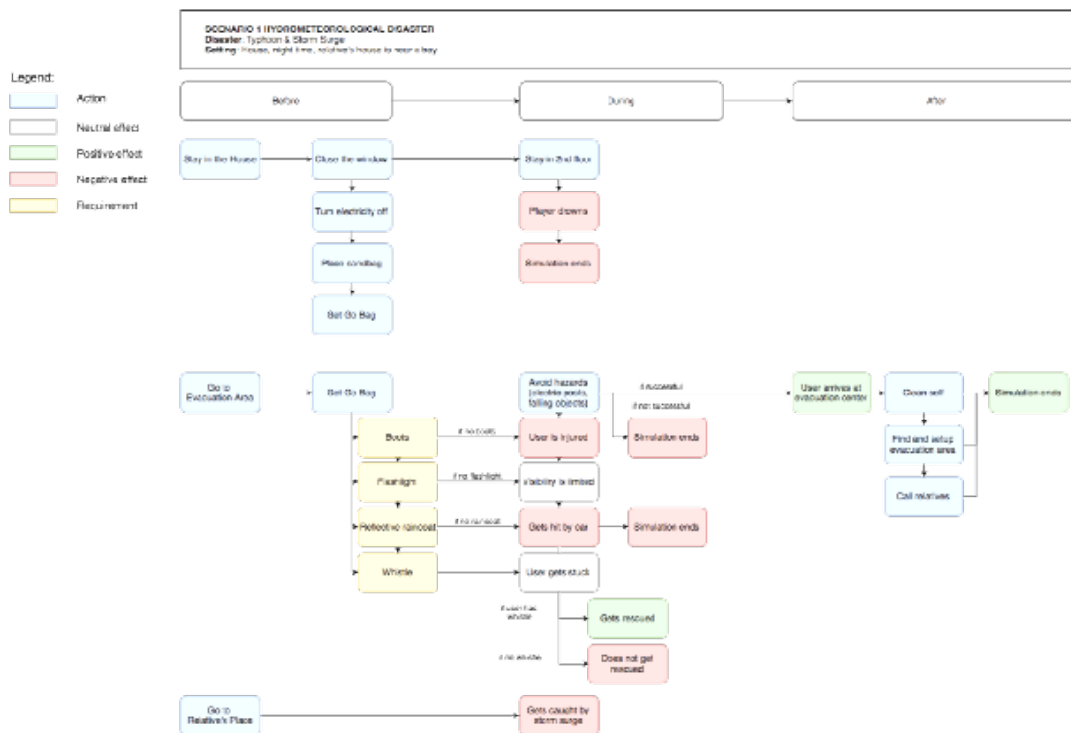 SCENARIO 1 HYDROMETEOROLOGICAL DISASTER
Disaster: Typhoon & Storm Surge
Setting: House, night time, relative's house to near a bay
Legend:
Action
Neutral effect
Positive effect
Negative effect
Requirement
Before
During
After
Stay in the House
Close the window
Stay in 2nd floor
Turn electricity off
Player drowns
Place sandbag
Simulation ends
Get Go Bag
Go to
Evacuation Area
Get Go Bag
Avoid hazards
(electric posts,
falling objects)
if successful
if not successful
User arrives at
evacuation center
Clean self
Simulation ends
Boots
if no boots
User is injured
Simulation ends
Find and setup
evacuation area
Flashlight
if no flashlight
Visibility is limited
Call relatives
Reflective raincoat
if no raincoat
Gets hit by car
Simulation ends
Whistle
User gets stuck
if user has
whistle
Gets rescued
if no whistle
Does not get
rescued
Go to
Relative's Place
Gets caught by
storm surge